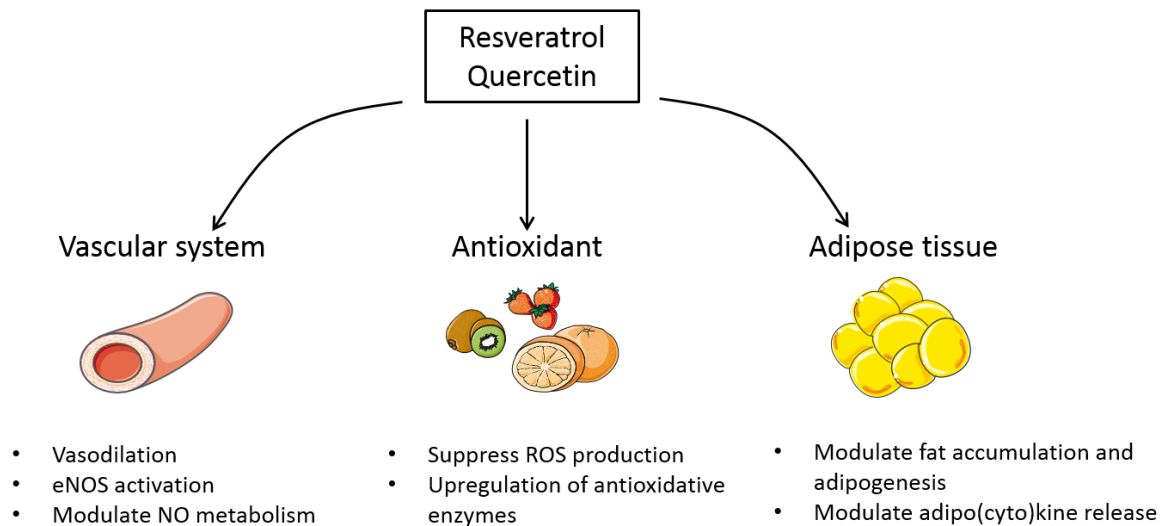 Resveratrol
Quercetin
Vascular system
Antioxidant
Adipose tissue
• Vasodilation
• eNOS activation
• Modulate NO metabolism
• Suppress ROS production
• Upregulation of antioxidative
enzymes
• Modulate fat accumulation and
adipogenesis
• Modulate adipo(cyto)kine release